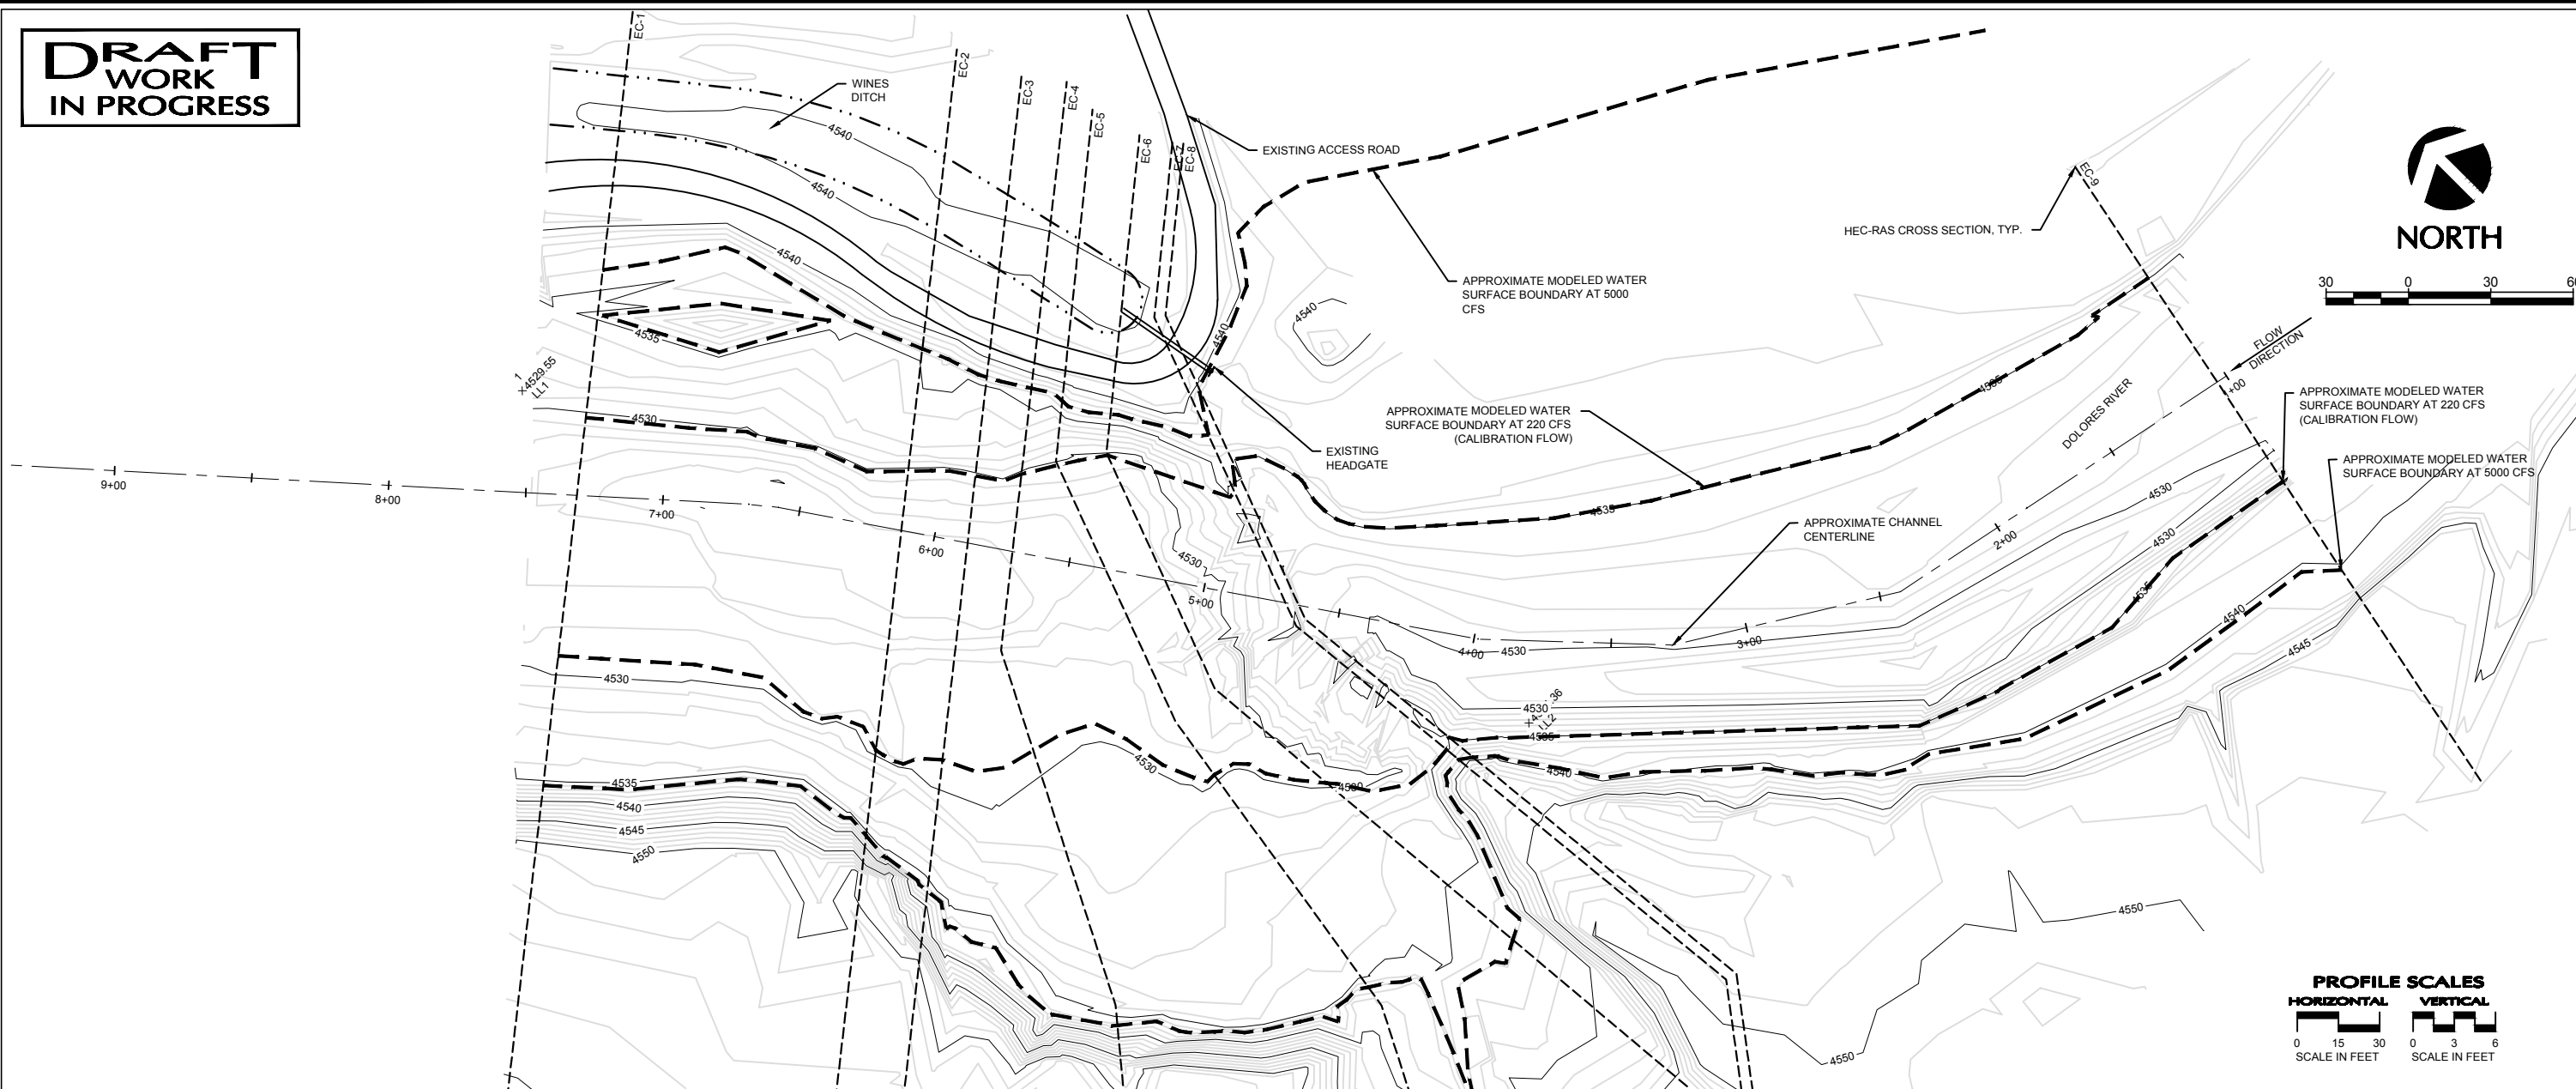 DRAFT
WORK
IN PROGRESS
EC-1
EC-2
EC-3
EC-4
EC-5
EC-6
EC-7
EC-8
EC-9
WINES
DITCH
4540
4540
4540
EXISTING ACCESS ROAD
HEC-RAS CROSS SECTION, TYP.
NORTH
30 0 30
APPROXIMATE MODELED WATER
SURFACE BOUNDARY AT 5000
CFS
4540
4540
FLOW
DIRECTION
+00
4535
4535
1
×4529.55
LL1
4530
APPROXIMATE MODELED WATER
SURFACE BOUNDARY AT 220 CFS
(CALIBRATION FLOW)
DOLORES RIVER
APPROXIMATE MODELED WATER
SURFACE BOUNDARY AT 220 CFS
(CALIBRATION FLOW)
EXISTING
HEADGATE
APPROXIMATE MODELED WATER
SURFACE BOUNDARY AT 5000 CFS
9+00
8+00
7+00
6+00
5+00
4+00
3+00
2+00
4535
4530
4530
4530
APPROXIMATE CHANNEL
CENTERLINE
4530
4535
4540
4545
4530
4530
LL2
4535
4540
4530
4530
4535
4540
4545
4550
4550
4550
PROFILE SCALES
HORIZONTAL VERTICAL
0 15 30 0 3 6
SCALE IN FEET SCALE IN FEET